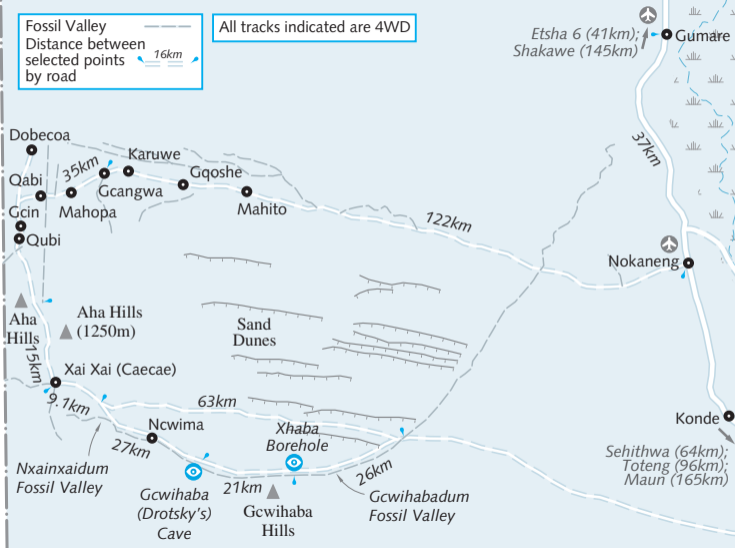 Fossil Valley
Distance between
selected points
by road
16km
All tracks indicated are 4WD
Etsha 6 (41km);
Shakawe (145km)
Gumare
37km
Dobecoa
35km
Karuwe
Qabi
Gcangwa
Gqoshe
Mahopa
Mahito
Gcin
Qubi
122km
Nokaneng
Aha
Hills
Aha Hills
(1250m)
Sand
Dunes
15km
Xai Xai (Caecae)
9.1km
63km
Ncwima
27km
Xhaba
Borehole
Konde
Sehithwa (64km);
Toteng (96km);
Maun (165km)
Nxainxaidum
Fossil Valley
Gcwihaba
(Drotsky's)
Cave
21km
26km
Gcwihaba
Hills
Gcwihabadum
Fossil Valley